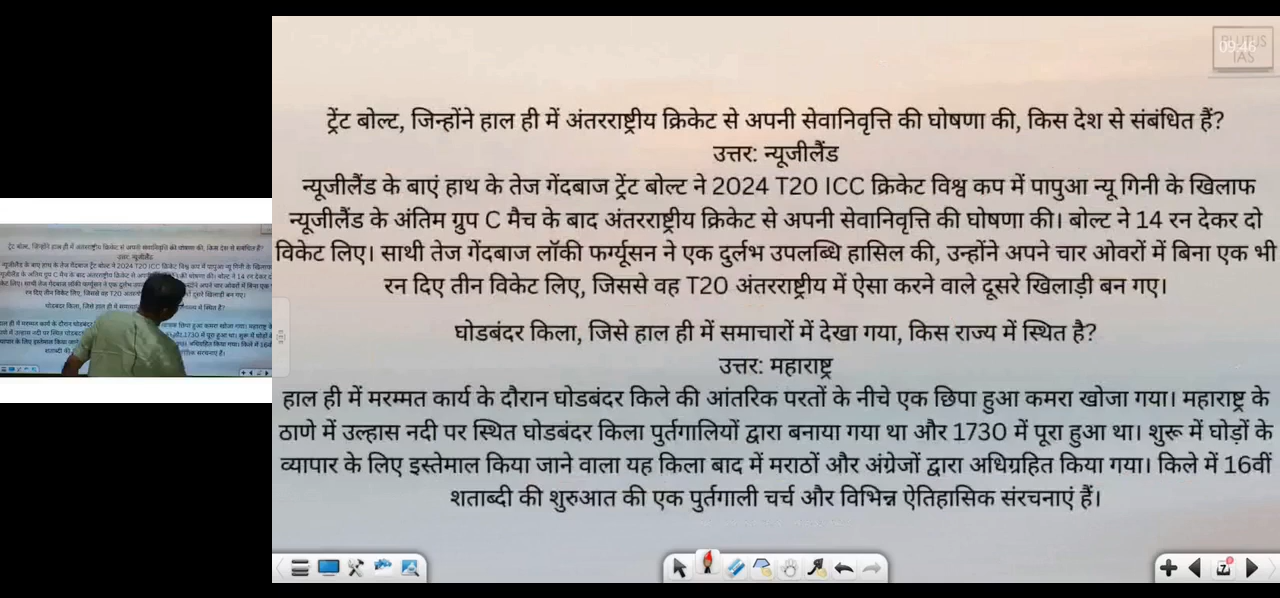 PLUTUS
IAS
09:46
ट्रेंट बोल्ट, जिन्होंने हाल ही में अंतरराष्ट्रीय क्रिकेट से अपनी सेवानिवृत्ति की घोषणा की, किस देश से संबंधित हैं?
उत्तर: न्यूजीलैंड
न्यूजीलैंड के बाएं हाथ के तेज गेंदबाज ट्रेंट बोल्ट ने 2024 T20 ICC क्रिकेट विश्व कप में पापुआ न्यू गिनी के खिलाफ
न्यूजीलैंड के अंतिम ग्रुप C मैच के बाद अंतरराष्ट्रीय क्रिकेट से अपनी सेवानिवृत्ति की घोषणा की। बोल्ट ने 14 रन देकर दो
विकेट लिए। साथी तेज गेंदबाज लॉकी फर्ग्यूसन ने एक दुर्लभ उपलब्धि हासिल की, उन्होंने अपने चार ओवरों में बिना एक भी
रन दिए तीन विकेट लिए, जिससे वह T20 अंतरराष्ट्रीय में ऐसा करने वाले दूसरे खिलाड़ी बन गए।
घोडबंदर किला, जिसे हाल ही में समाचारों में देखा गया, किस राज्य में स्थित है?
उत्तर: महाराष्ट्र
हाल ही में मरम्मत कार्य के दौरान घोडबंदर किले की आंतरिक परतों के नीचे एक छिपा हुआ कमरा खोजा गया। महाराष्ट्र के
ठाणे में उल्हास नदी पर स्थित घोडबंदर किला पुर्तगालियों द्वारा बनाया गया था और 1730 में पूरा हुआ था। शुरू में घोड़ों के
व्यापार के लिए इस्तेमाल किया जाने वाला यह किला बाद में मराठों और अंग्रेजों द्वारा अधिग्रहित किया गया। किले में 16वीं
शताब्दी की शुरुआत की एक पुर्तगाली चर्च और विभिन्न ऐतिहासिक संरचनाएं हैं।